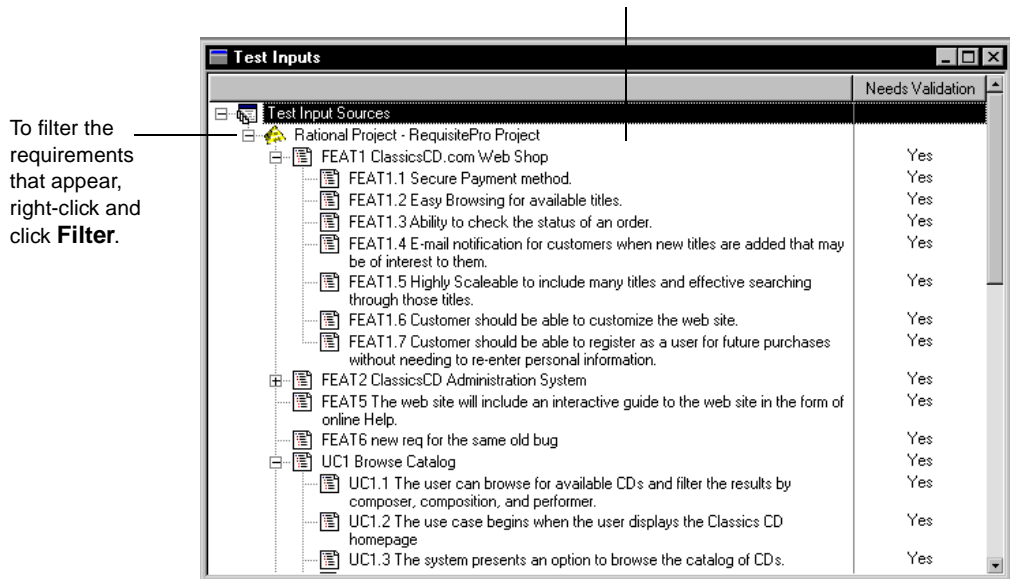 To filter the
requirements
that appear,
right-click and
click Filter.
Test Inputs
Needs Validation
Test Input Sources
Rational Project - RequisitePro Project
FEAT1 ClassicsCD.com Web Shop Yes
FEAT1.1 Secure Payment method. Yes
FEAT1.2 Easy Browsing for available titles. Yes
FEAT1.3 Ability to check the status of an order. Yes
FEAT1.4 E-mail notification for customers when new titles are added that may Yes
be of interest to them.
FEAT1.5 Highly Scaleable to include many titles and effective searching Yes
through those titles.
FEAT1.6 Customer should be able to customize the web site. Yes
FEAT1.7 Customer should be able to register as a user for future purchases Yes
without needing to re-enter personal information.
FEAT2 ClassicsCD Administration System Yes
FEAT5 The web site will include an interactive guide to the web site in the form of Yes
online Help.
FEAT6 new req for the same old bug Yes
UC1 Browse Catalog Yes
UC1.1 The user can browse for available CDs and filter the results by Yes
composer, composition, and performer.
UC1.2 The use case begins when the user displays the Classics CD Yes
homepage
UC1.3 The system presents an option to browse the catalog of CDs. Yes